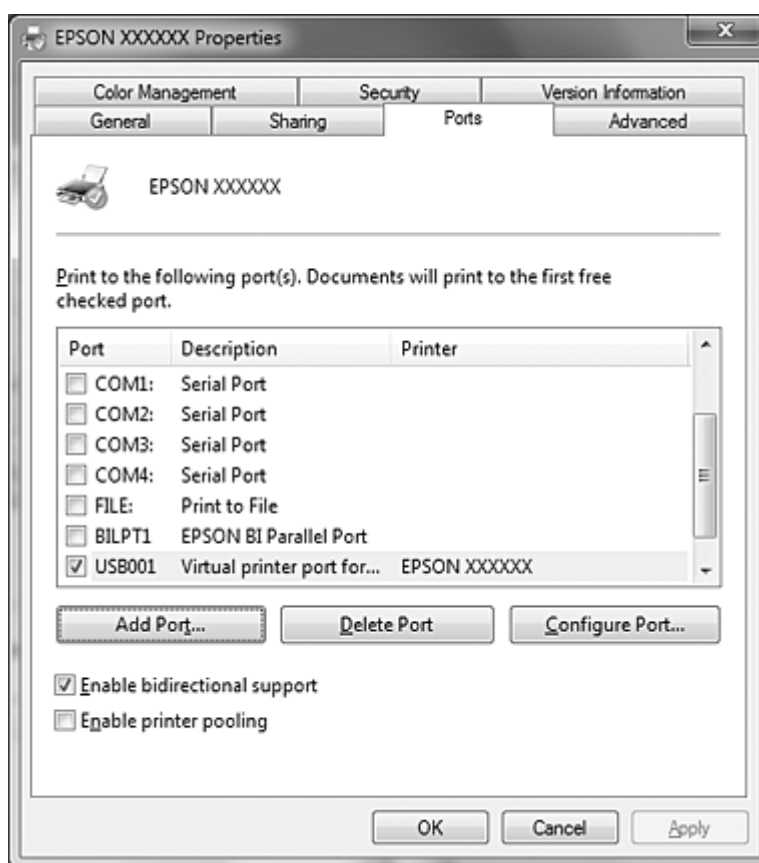 EPSON XXXXXX Properties
Color Management Security Version Information
General Sharing Ports Advanced
EPSON XXXXXX
Print to the following port(s). Documents will print to the first free
checked port.
Port Description Printer
COM1: Serial Port
COM2: Serial Port
COM3: Serial Port
COM4: Serial Port
FILE: Print to File
BILPT1 EPSON BI Parallel Port
USB001 Virtual printer port for... EPSON XXXXXX
Add Port... Delete Port Configure Port...
Enable bidirectional support
Enable printer pooling
OK Cancel Apply